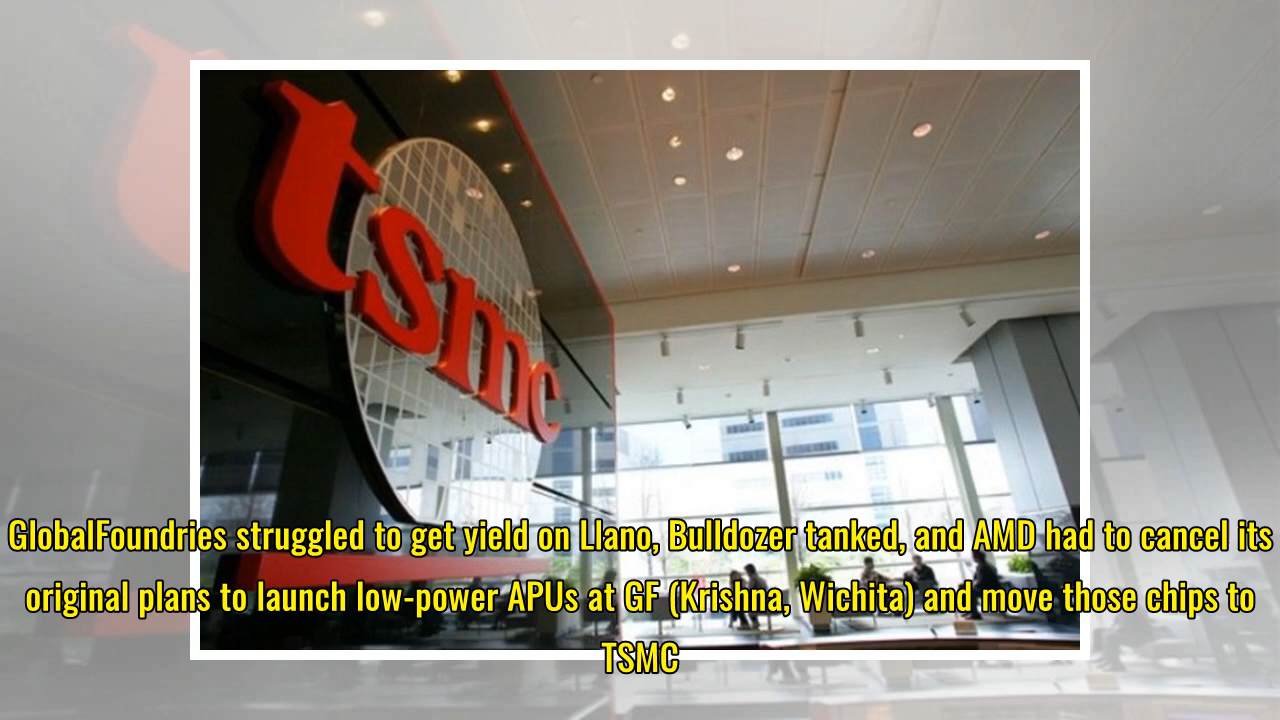 tsmc
GlobalFoundries struggled to get yield on Llano, Bulldozer tanked, and AMD had to cancel its
original plans to launch low-power APUs at GF (Krishna, Wichita) and move those chips to
TSMC